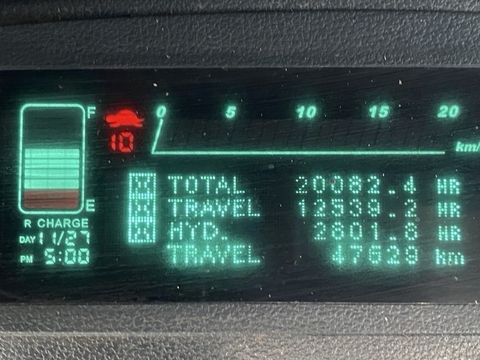 0 5 10 15 20
F
10
km/
TOTAL 20082.4 HR
TRAVEL 12539.2 HR
HYD. 2801.8 HR
TRAVEL 47629 km
E
R CHARGE
DAY 11/27
PM 5:00